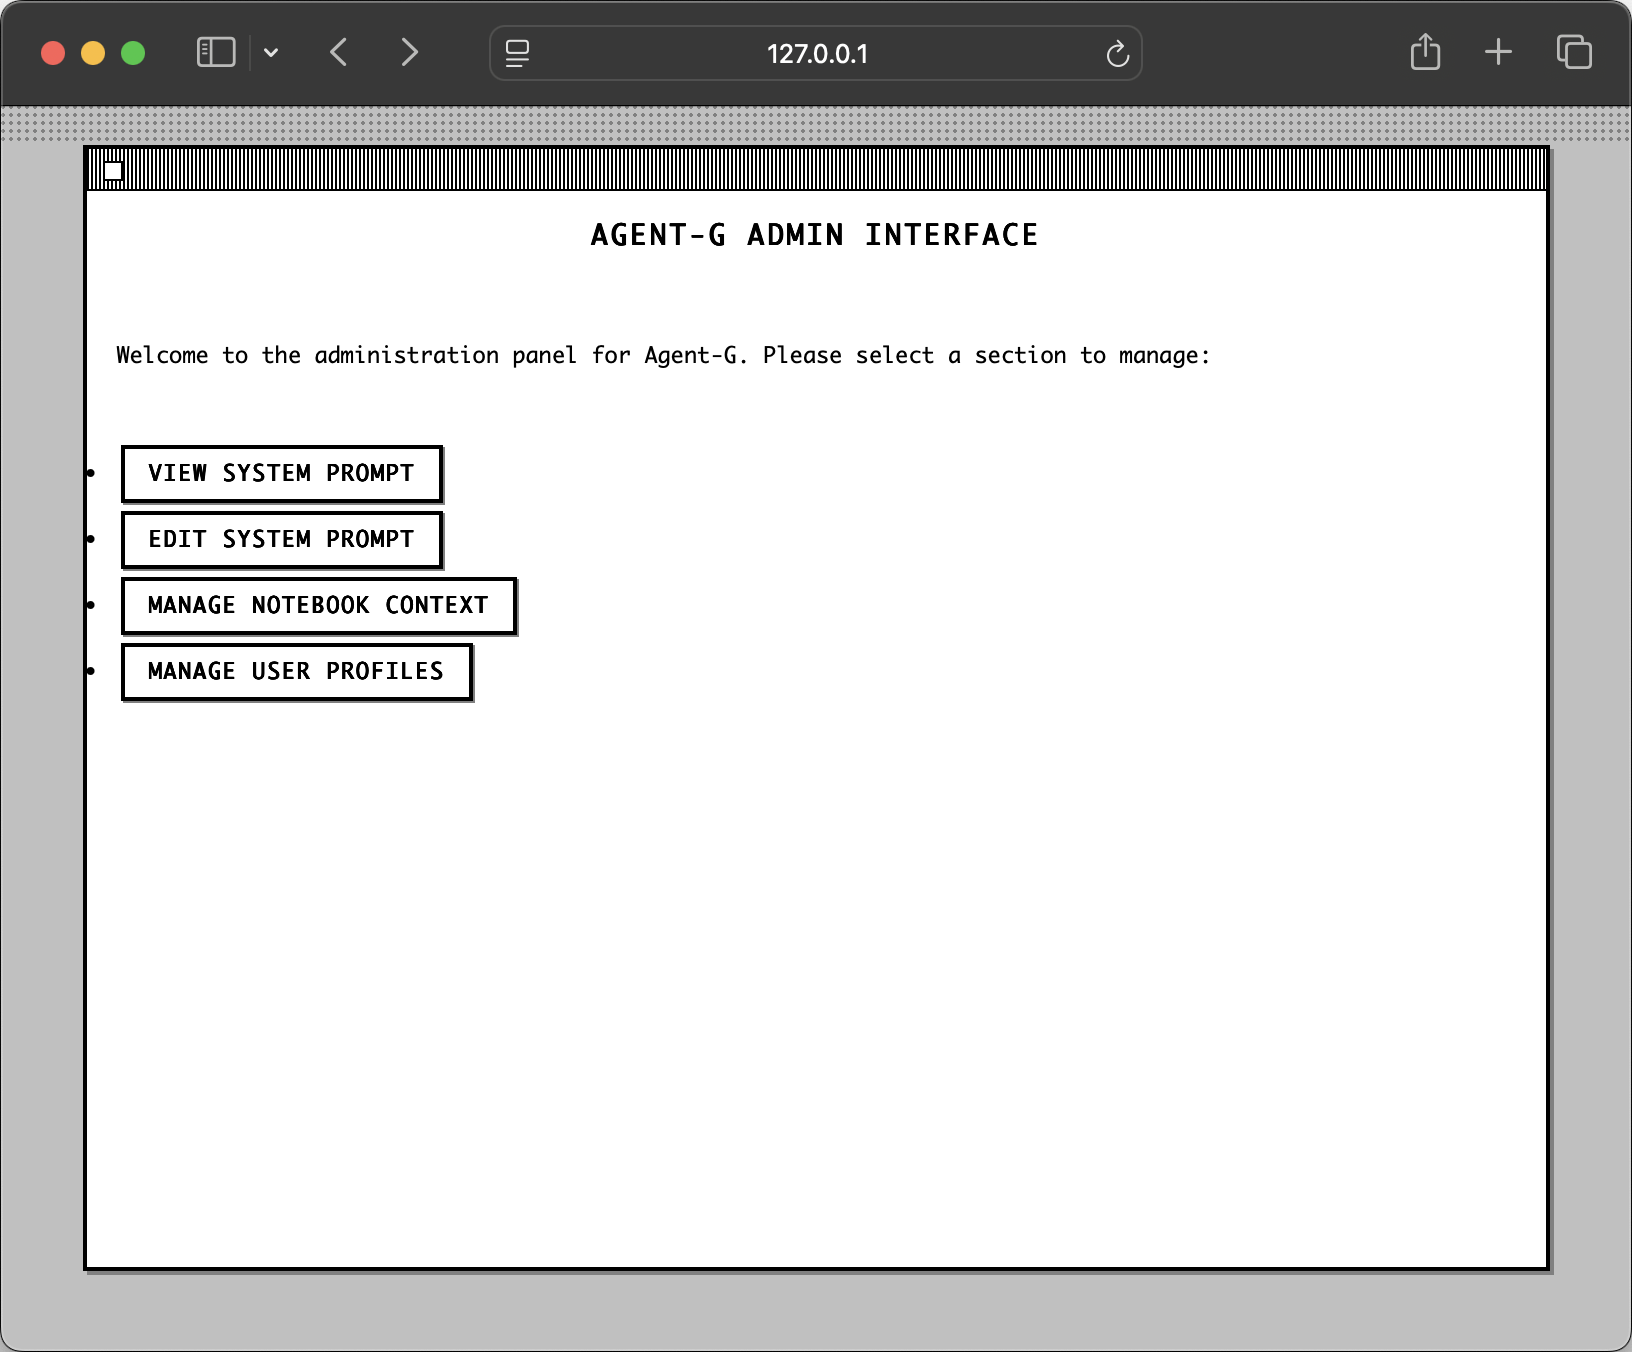 127.0.0.1
AGENT-G ADMIN INTERFACE
Welcome to the administration panel for Agent-G. Please select a section to manage:
• VIEW SYSTEM PROMPT
• EDIT SYSTEM PROMPT
• MANAGE NOTEBOOK CONTEXT
• MANAGE USER PROFILES